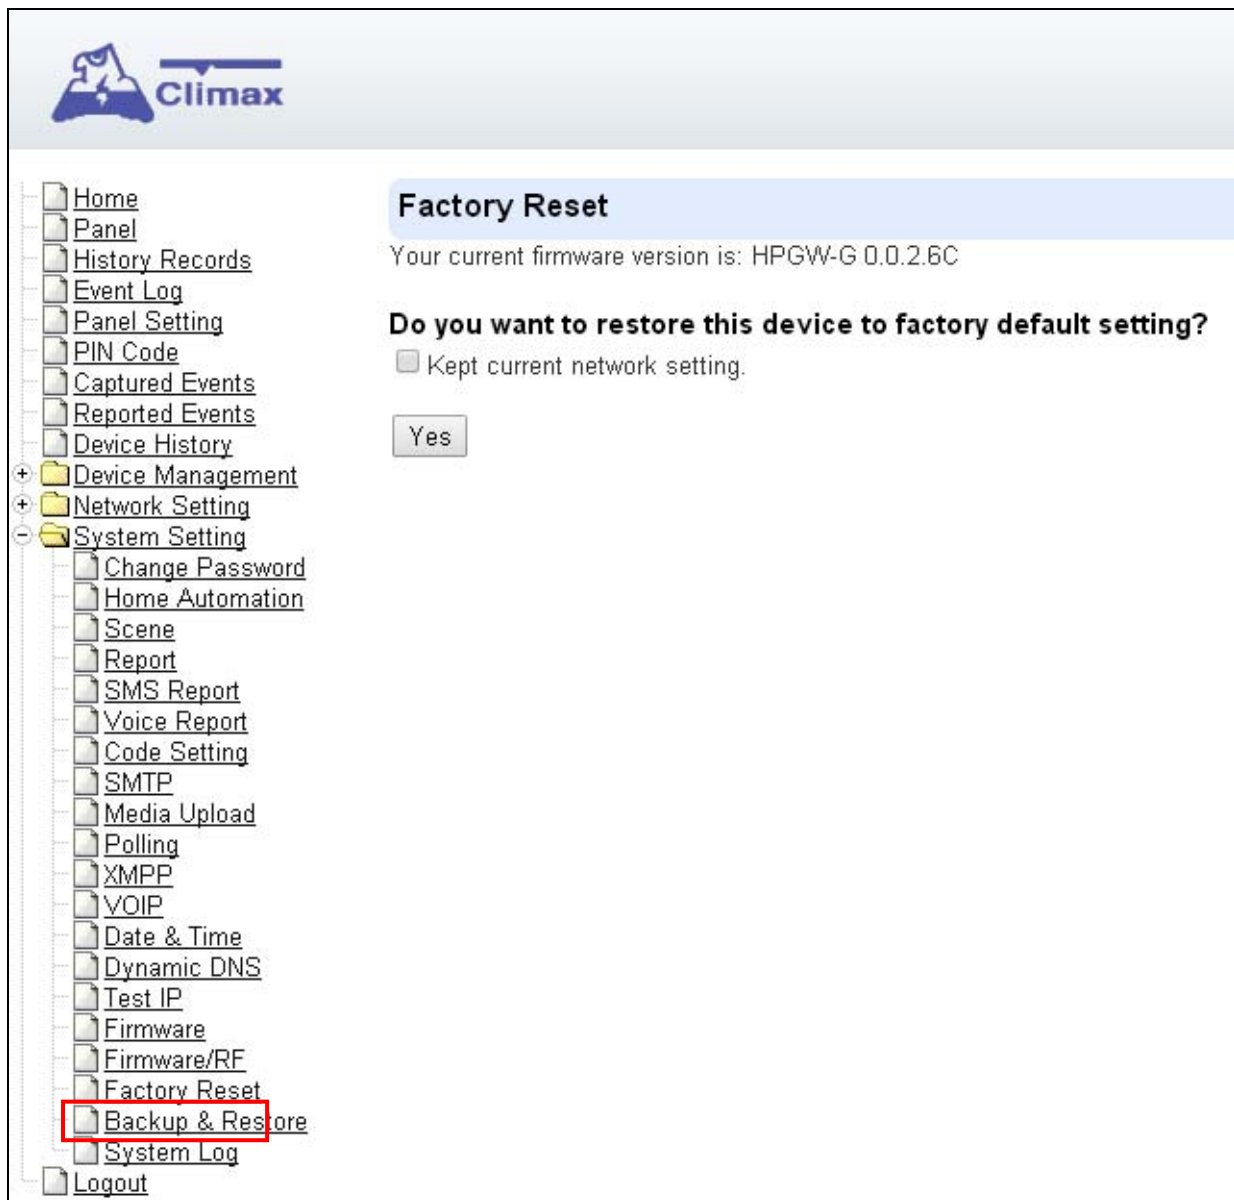 Climax
Home
Panel
History Records
Event Log
Panel Setting
PIN Code
Captured Events
Reported Events
Device History
Device Management
Network Setting
System Setting
Change Password
Home Automation
Scene
Report
SMS Report
Voice Report
Code Setting
SMTP
Media Upload
Polling
XMPP
VOIP
Date & Time
Dynamic DNS
Test IP
Firmware
Firmware/RF
Factory Reset
Backup & Restore
System Log
Logout
Factory Reset
Your current firmware version is: HPGW-G 0.0.2.6C
Do you want to restore this device to factory default setting?
Kept current network setting.
Yes